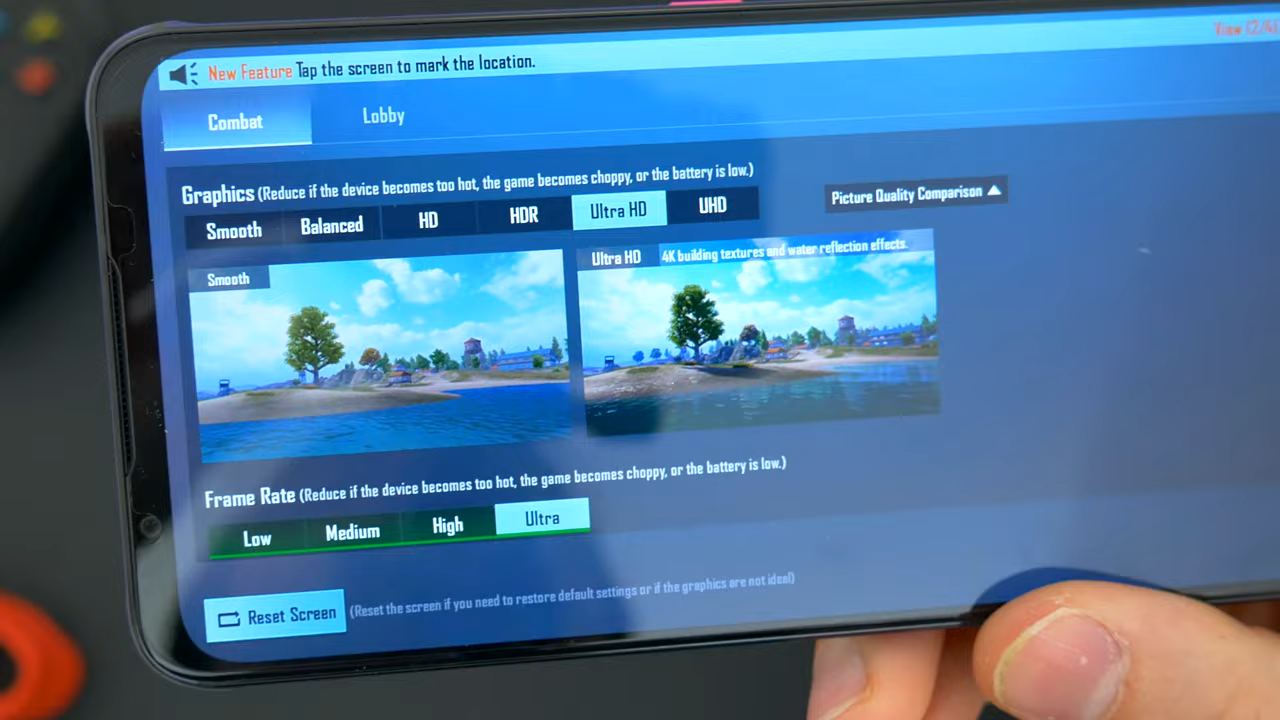 View (2/4)
New Feature Tap the screen to mark the location.
Combat Lobby
Graphics (Reduce if the device becomes too hot, the game becomes choppy, or the battery is low.)
Smooth Balanced HD HDR Ultra HD UHD
Picture Quality Comparison
Smooth
Ultra HD 4K building textures and water reflection effects.
Frame Rate (Reduce if the device becomes too hot, the game becomes choppy, or the battery is low.)
Low Medium High Ultra
Reset Screen (Reset the screen if you need to restore default settings or if the graphics are not ideal)